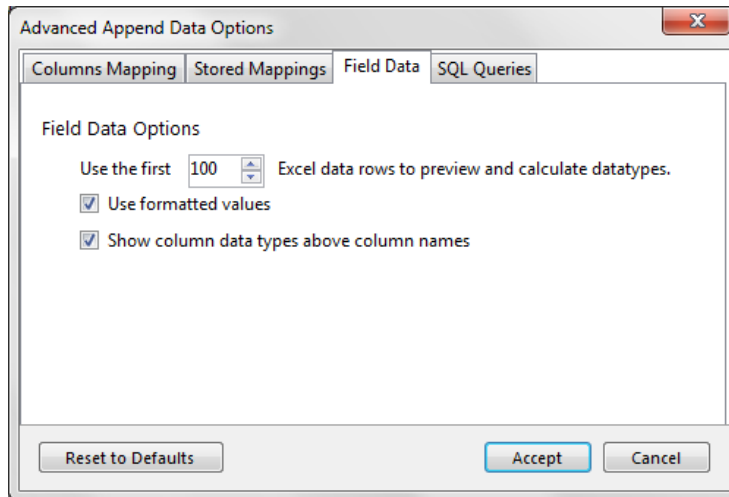 Advanced Append Data Options
Columns Mapping Stored Mappings Field Data SQL Queries
Field Data Options
Use the first 100 Excel data rows to preview and calculate datatypes.
Use formatted values
Show column data types above column names
Reset to Defaults Accept Cancel